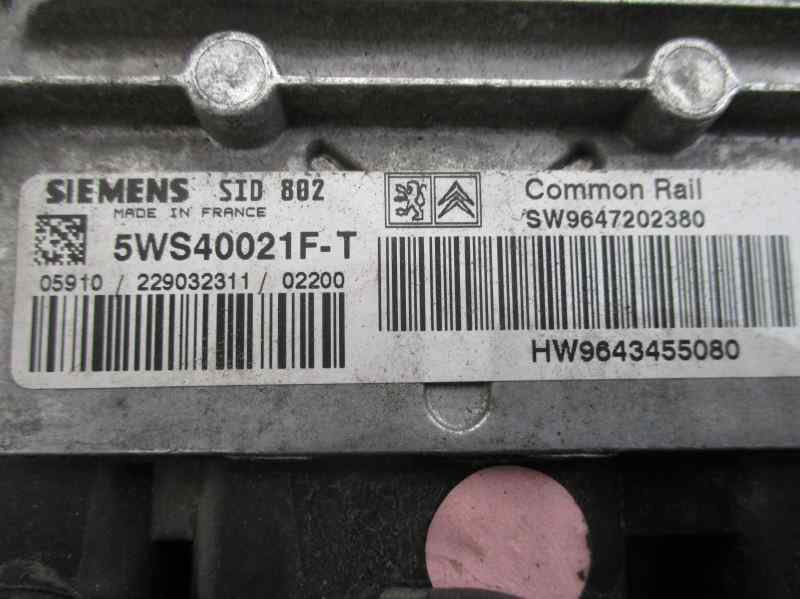 SIEMENS SID 802
MADE IN FRANCE
5WS40021F-T
05910 / 229032311 / 02200
Common Rail
SW9647202380
HW9643455080